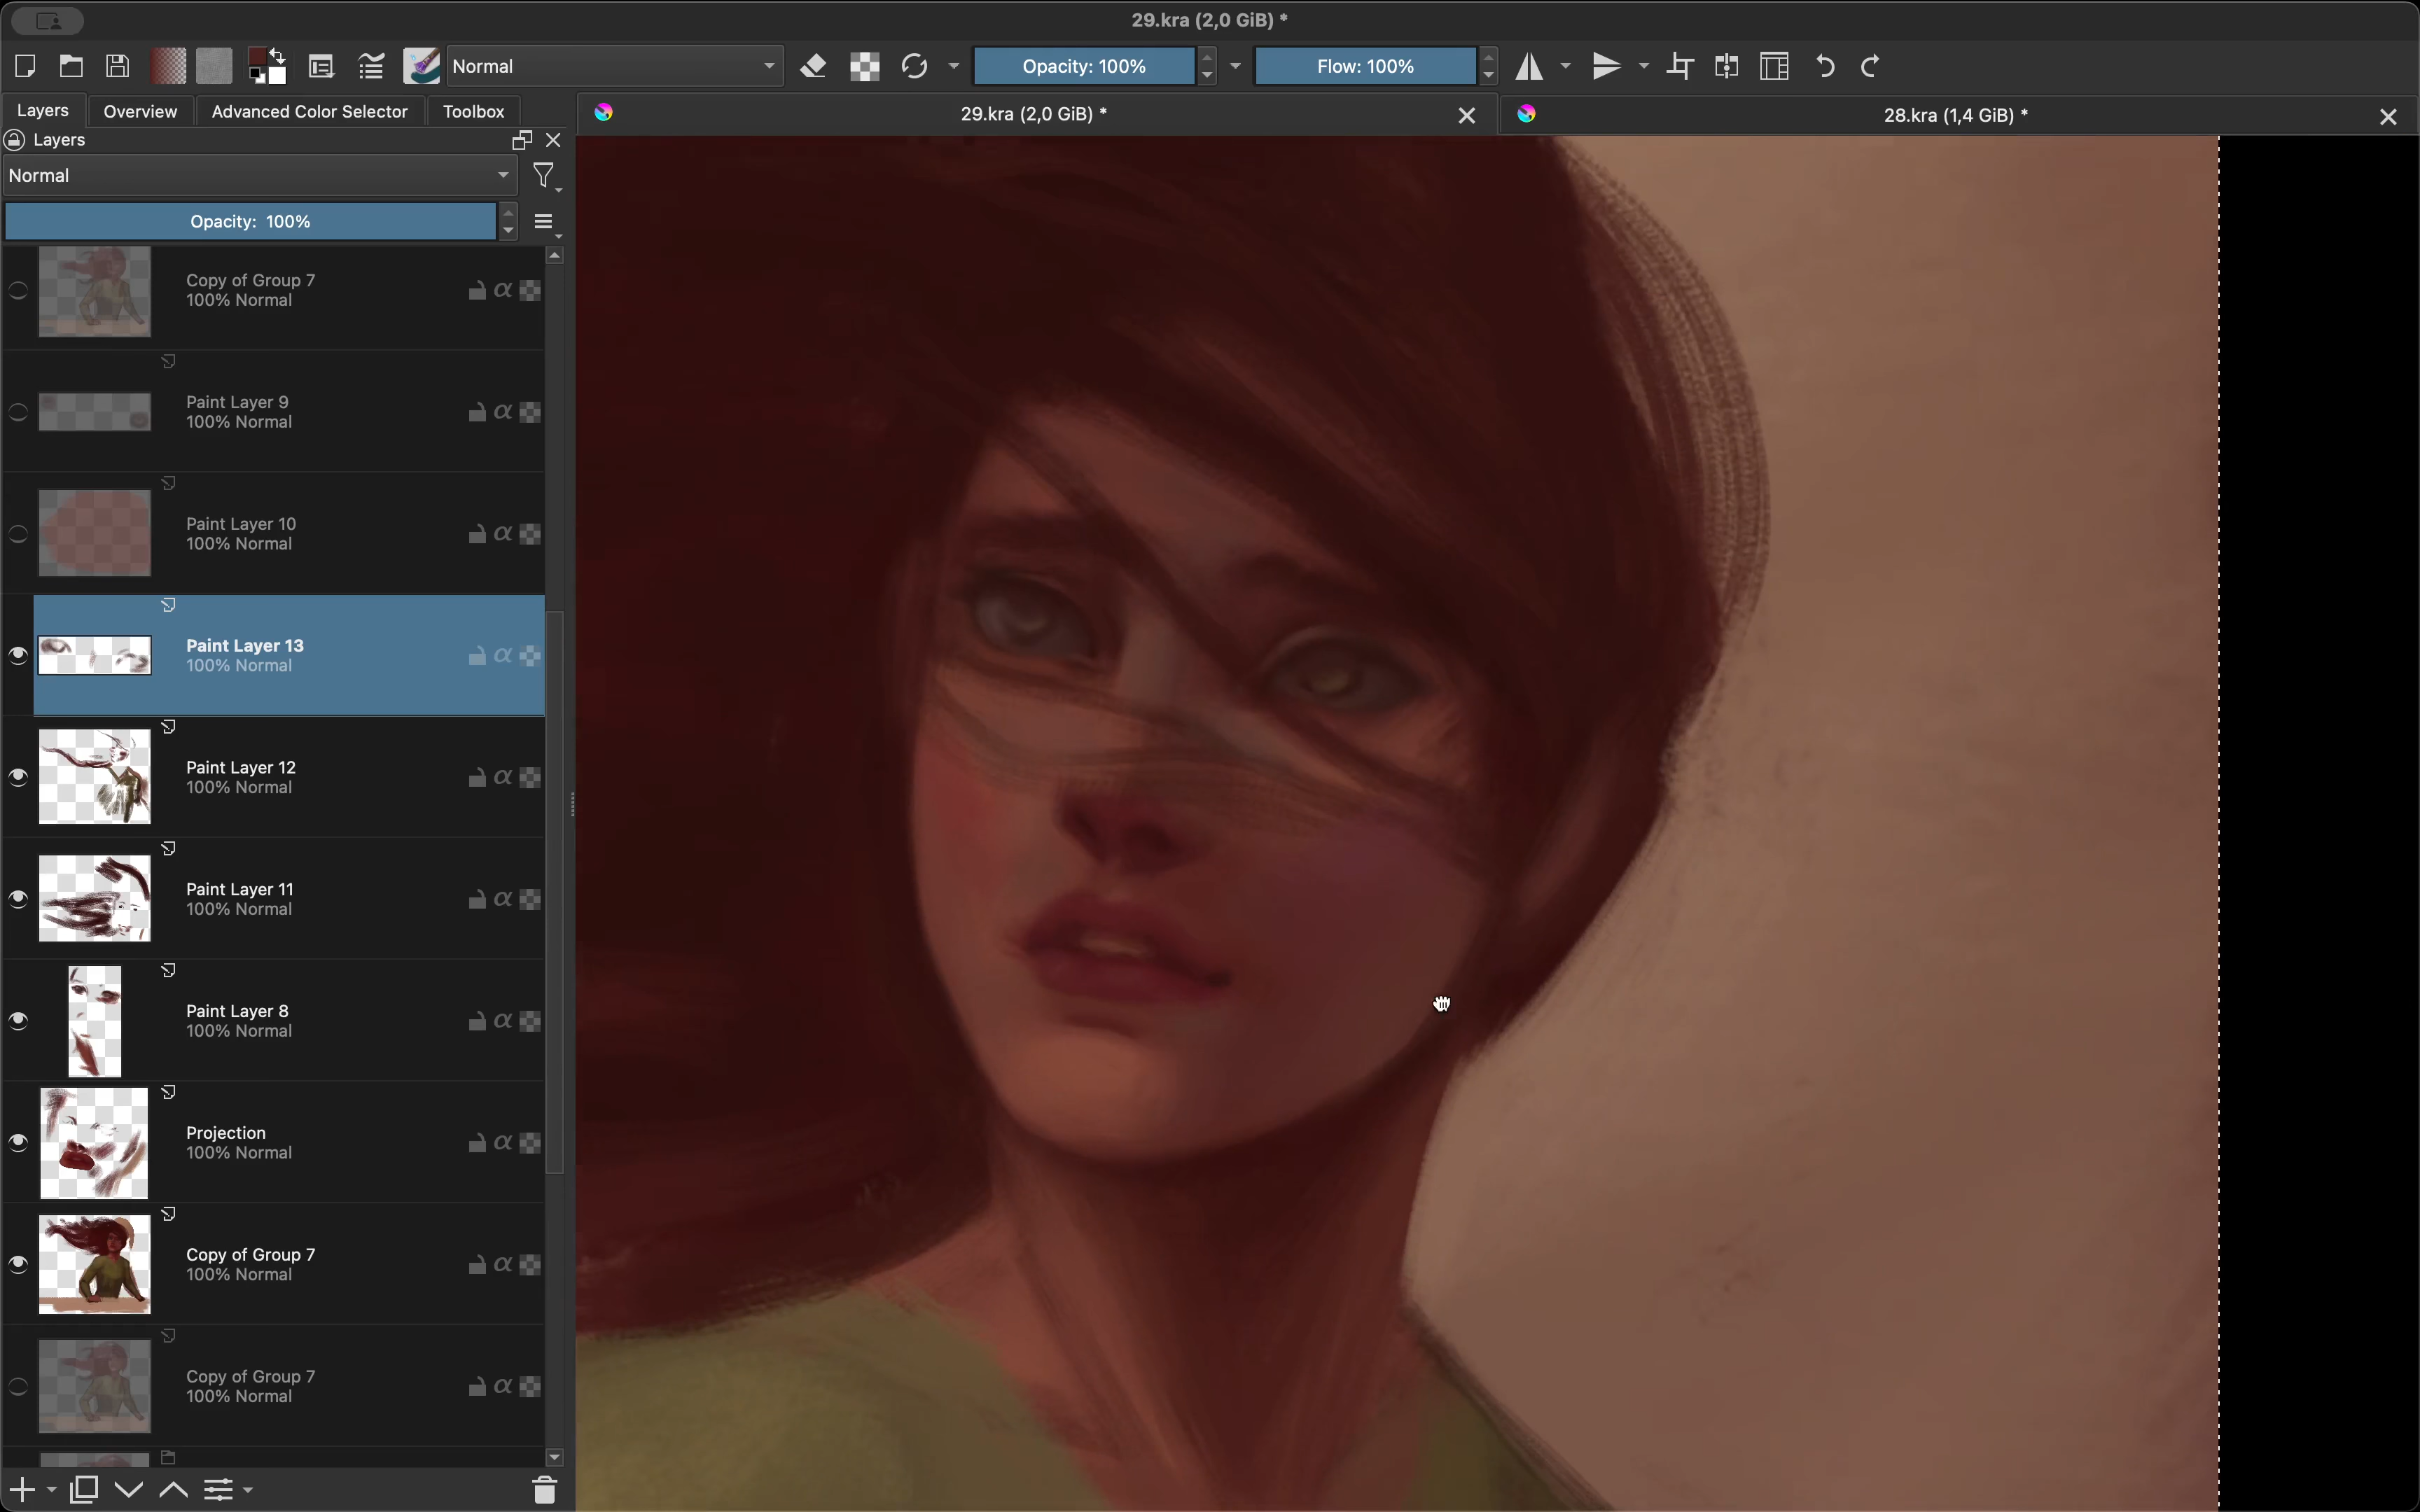 29.kra (2,0 GiB) *
Normal
Opacity: 100%
Flow: 100%
Layers
Overview
Advanced Color Selector
Toolbox
29.kra (2,0 GiB) *
28.kra (1,4 GiB) *
Layers
Normal
Opacity: 100%
Copy of Group 7
100% Normal
Paint Layer 9
100% Normal
Paint Layer 10
100% Normal
Paint Layer 13
100% Normal
Paint Layer 12
100% Normal
Paint Layer 11
100% Normal
Paint Layer 8
100% Normal
Projection
100% Normal
Copy of Group 7
100% Normal
Copy of Group 7
100% Normal